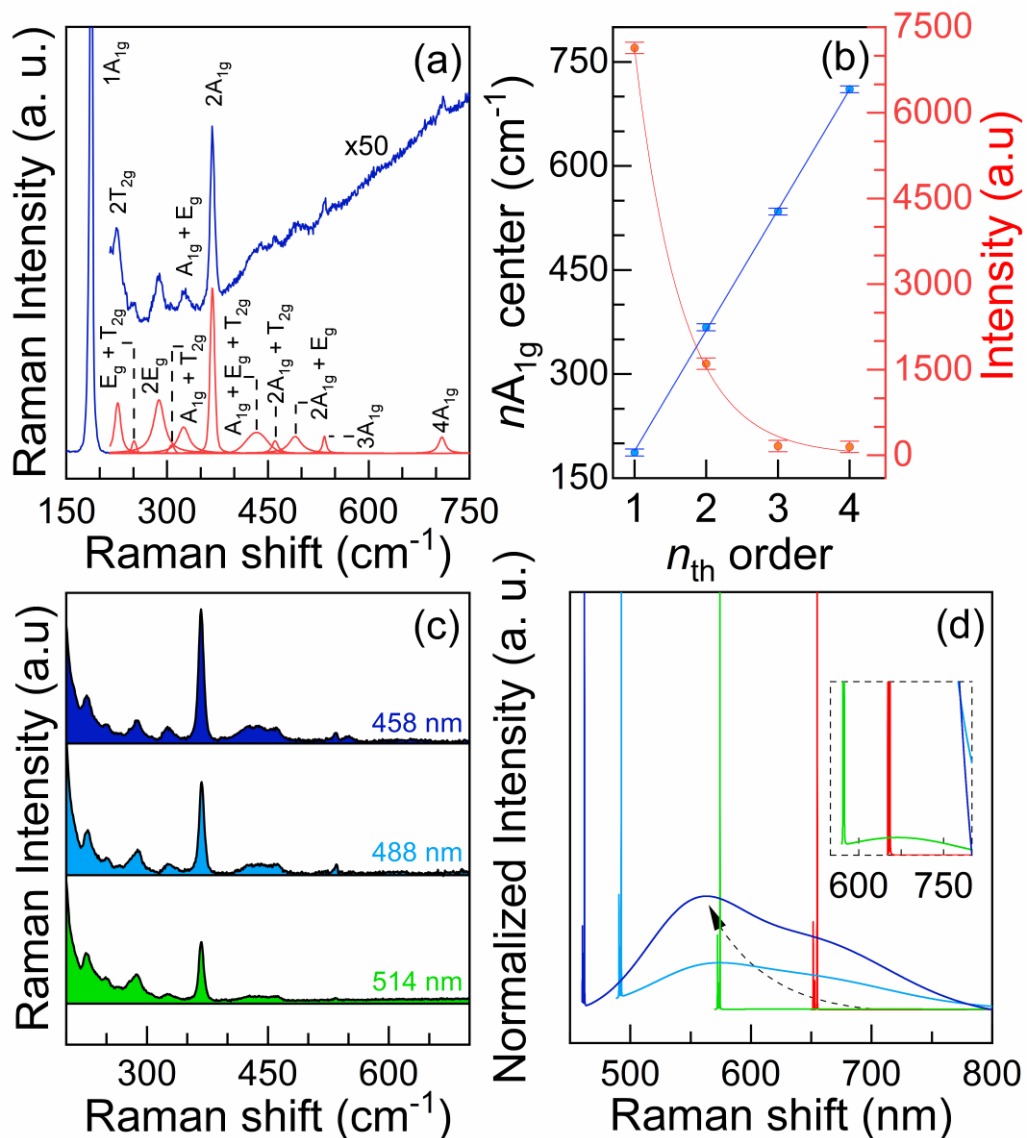 (a)
Raman Intensity (a. u.)
1A1g
2T2g
A1g + Eg
2A1g
x50
Eg + T2g
2Eg
A1g + T2g
A1g + Eg + T2g
2A1g + T2g
2A1g + Eg
3A1g
4A1g
150 300 450 600 750
Raman shift (cm-1)
(b)
nA1g center (cm-1)
750
600
450
300
150
7500
6000
4500
3000
1500
0
Intensity (a.u)
1 2 3 4
nth order
(c)
Raman Intensity (a.u)
458 nm
488 nm
514 nm
300 450 600
Raman shift (cm-1)
(d)
Normalized Intensity (a. u.)
600 750
500 600 700 800
Raman shift (nm)